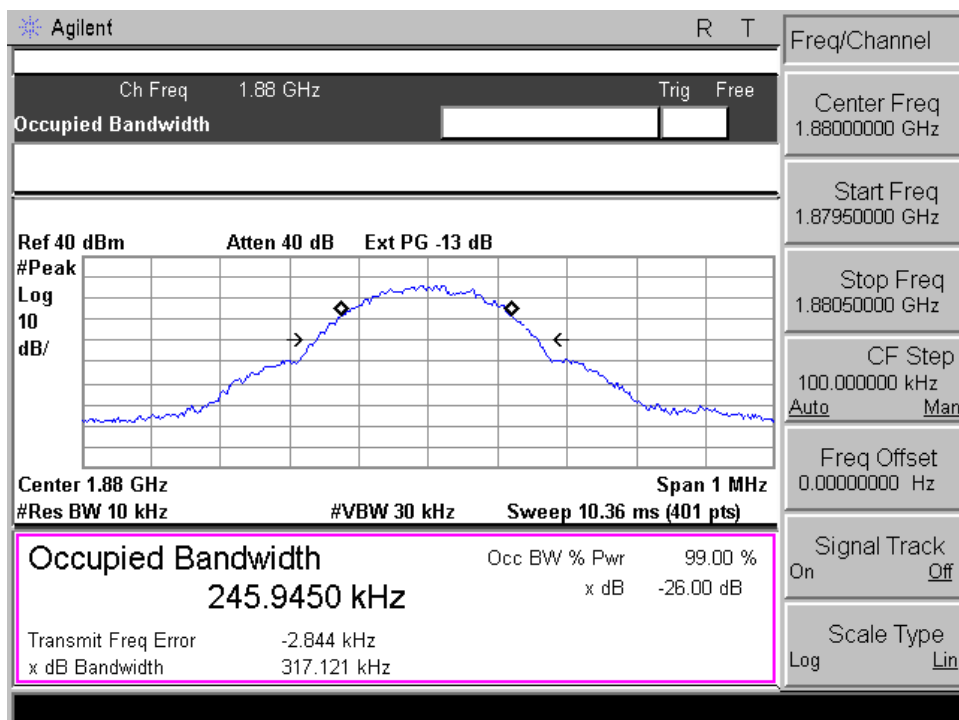 Agilent R T
Ch Freq 1.88 GHz Trig Free
Occupied Bandwidth
Ref 40 dBm Atten 40 dB Ext PG -13 dB
#Peak
Log
10
dB/
Center 1.88 GHz Span 1 MHz
#Res BW 10 kHz #VBW 30 kHz Sweep 10.36 ms (401 pts)
Occupied Bandwidth Occ BW % Pwr 99.00 %
245.9450 kHz x dB -26.00 dB
Transmit Freq Error -2.844 kHz
x dB Bandwidth 317.121 kHz
Freq/Channel
Center Freq
1.88000000 GHz
Start Freq
1.87950000 GHz
Stop Freq
1.88050000 GHz
CF Step
100.000000 kHz
Auto Man
Freq Offset
0.00000000 Hz
Signal Track
On Off
Scale Type
Log Lin